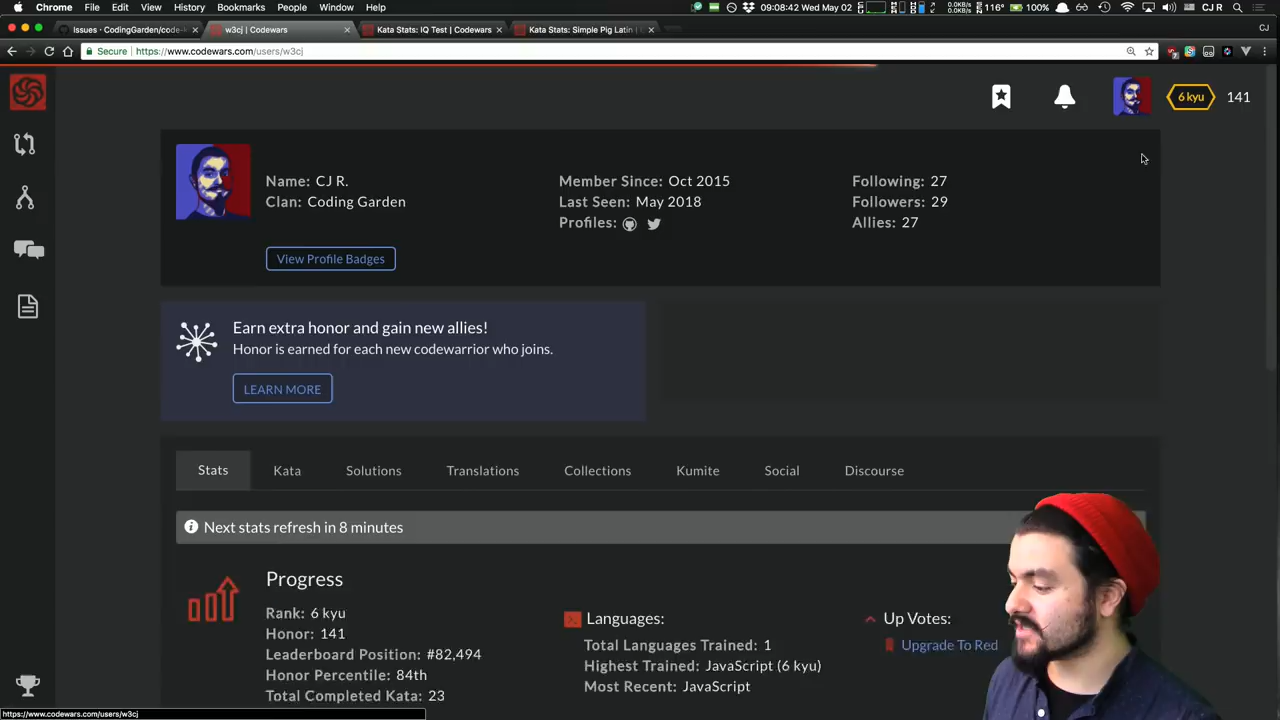 Chrome File Edit View History Bookmarks People Window Help
0.0KB/s 0.0KB/s 116° 100% 09:08:42 Wed May 02 CJ R
Issues · CodingGarden/code- w3cj | Codewars Kata Stats: IQ Test | Codewars Kata Stats: Simple Pig Latin | CJ
Secure https://www.codewars.com/users/w3cj
6 kyu 141
Name: CJ R.
Clan: Coding Garden
View Profile Badges
Member Since: Oct 2015
Last Seen: May 2018
Profiles:
Following: 27
Followers: 29
Allies: 27
Earn extra honor and gain new allies!
Honor is earned for each new codewarrior who joins.
LEARN MORE
Stats Kata Solutions Translations Collections Kumite Social Discourse
Next stats refresh in 8 minutes
Progress
Rank: 6 kyu
Honor: 141
Leaderboard Position: #82,494
Honor Percentile: 84th
Total Completed Kata: 23
Languages:
Total Languages Trained: 1
Highest Trained: JavaScript (6 kyu)
Most Recent: JavaScript
Up Votes:
Upgrade To Red
https://www.codewars.com/users/w3cj